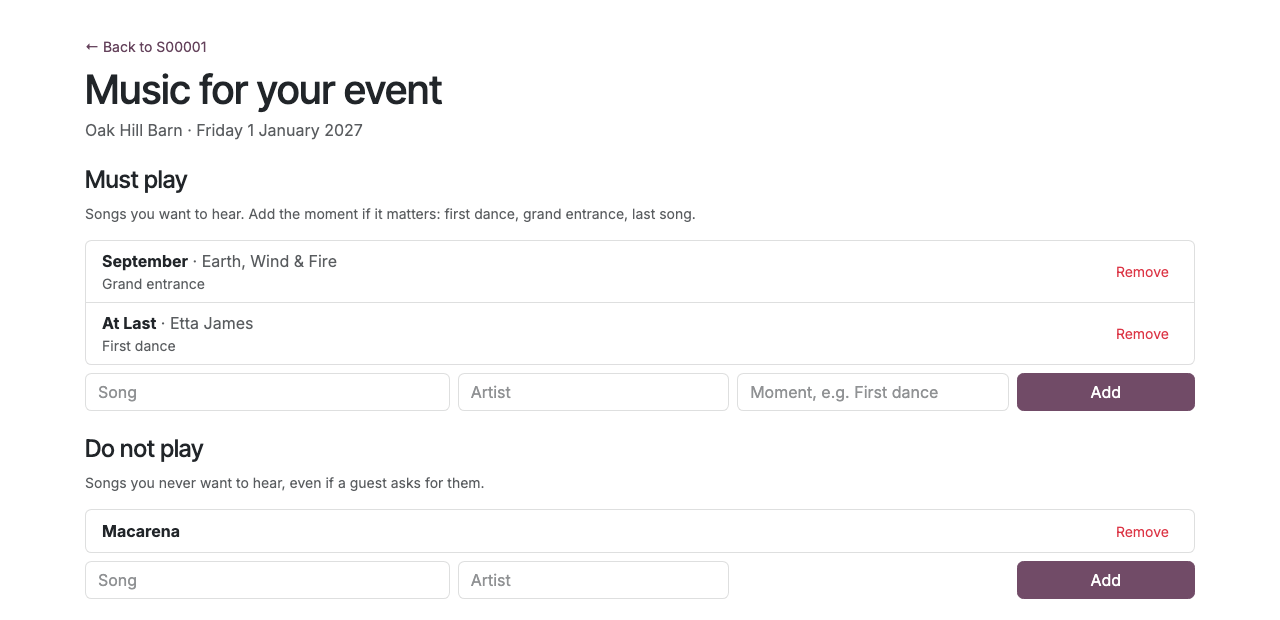 ← Back to S00001
Music for your event
Oak Hill Barn · Friday 1 January 2027
Must play
Songs you want to hear. Add the moment if it matters: first dance, grand entrance, last song.
September · Earth, Wind & Fire
Grand entrance
Remove
At Last · Etta James
First dance
Remove
Song Artist Moment, e.g. First dance Add
Do not play
Songs you never want to hear, even if a guest asks for them.
Macarena Remove
Song Artist Add